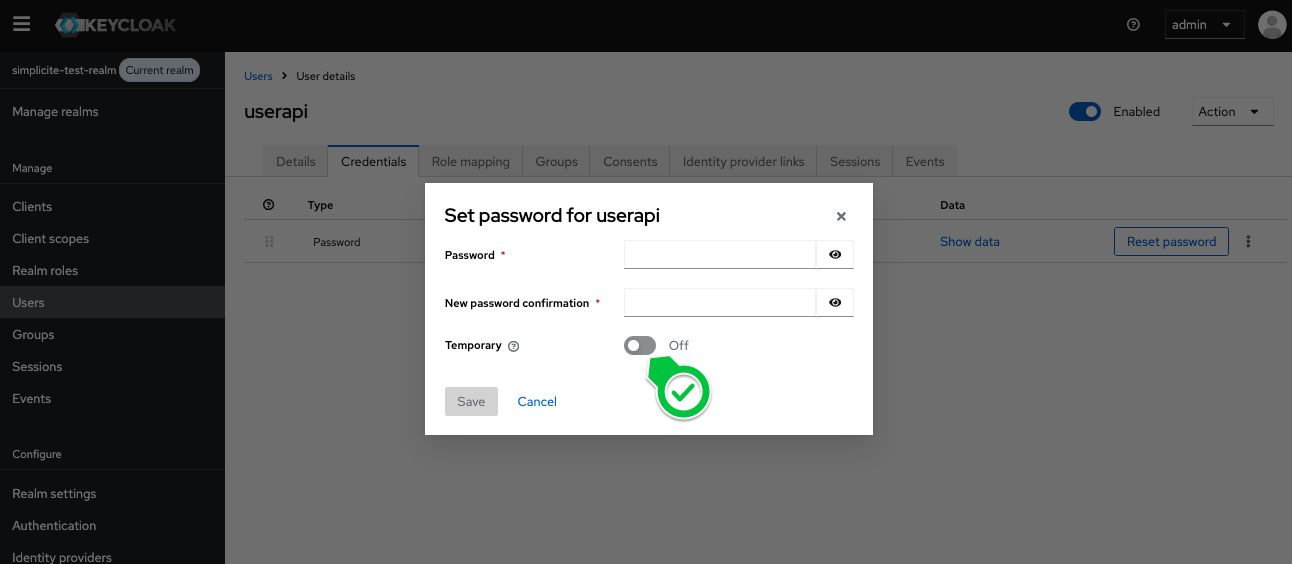 KEYCLOAK
admin
simplicite-test-realm Current realm
Manage realms
Manage
Clients
Client scopes
Realm roles
Users
Groups
Sessions
Events
Configure
Realm settings
Authentication
Identity providers
Users > User details
userapi
Enabled
Action
Details Credentials Role mapping Groups Consents Identity provider links Sessions Events
Type Data
Password Show data Reset password
Set password for userapi
Password *
New password confirmation *
Temporary Off
Save Cancel